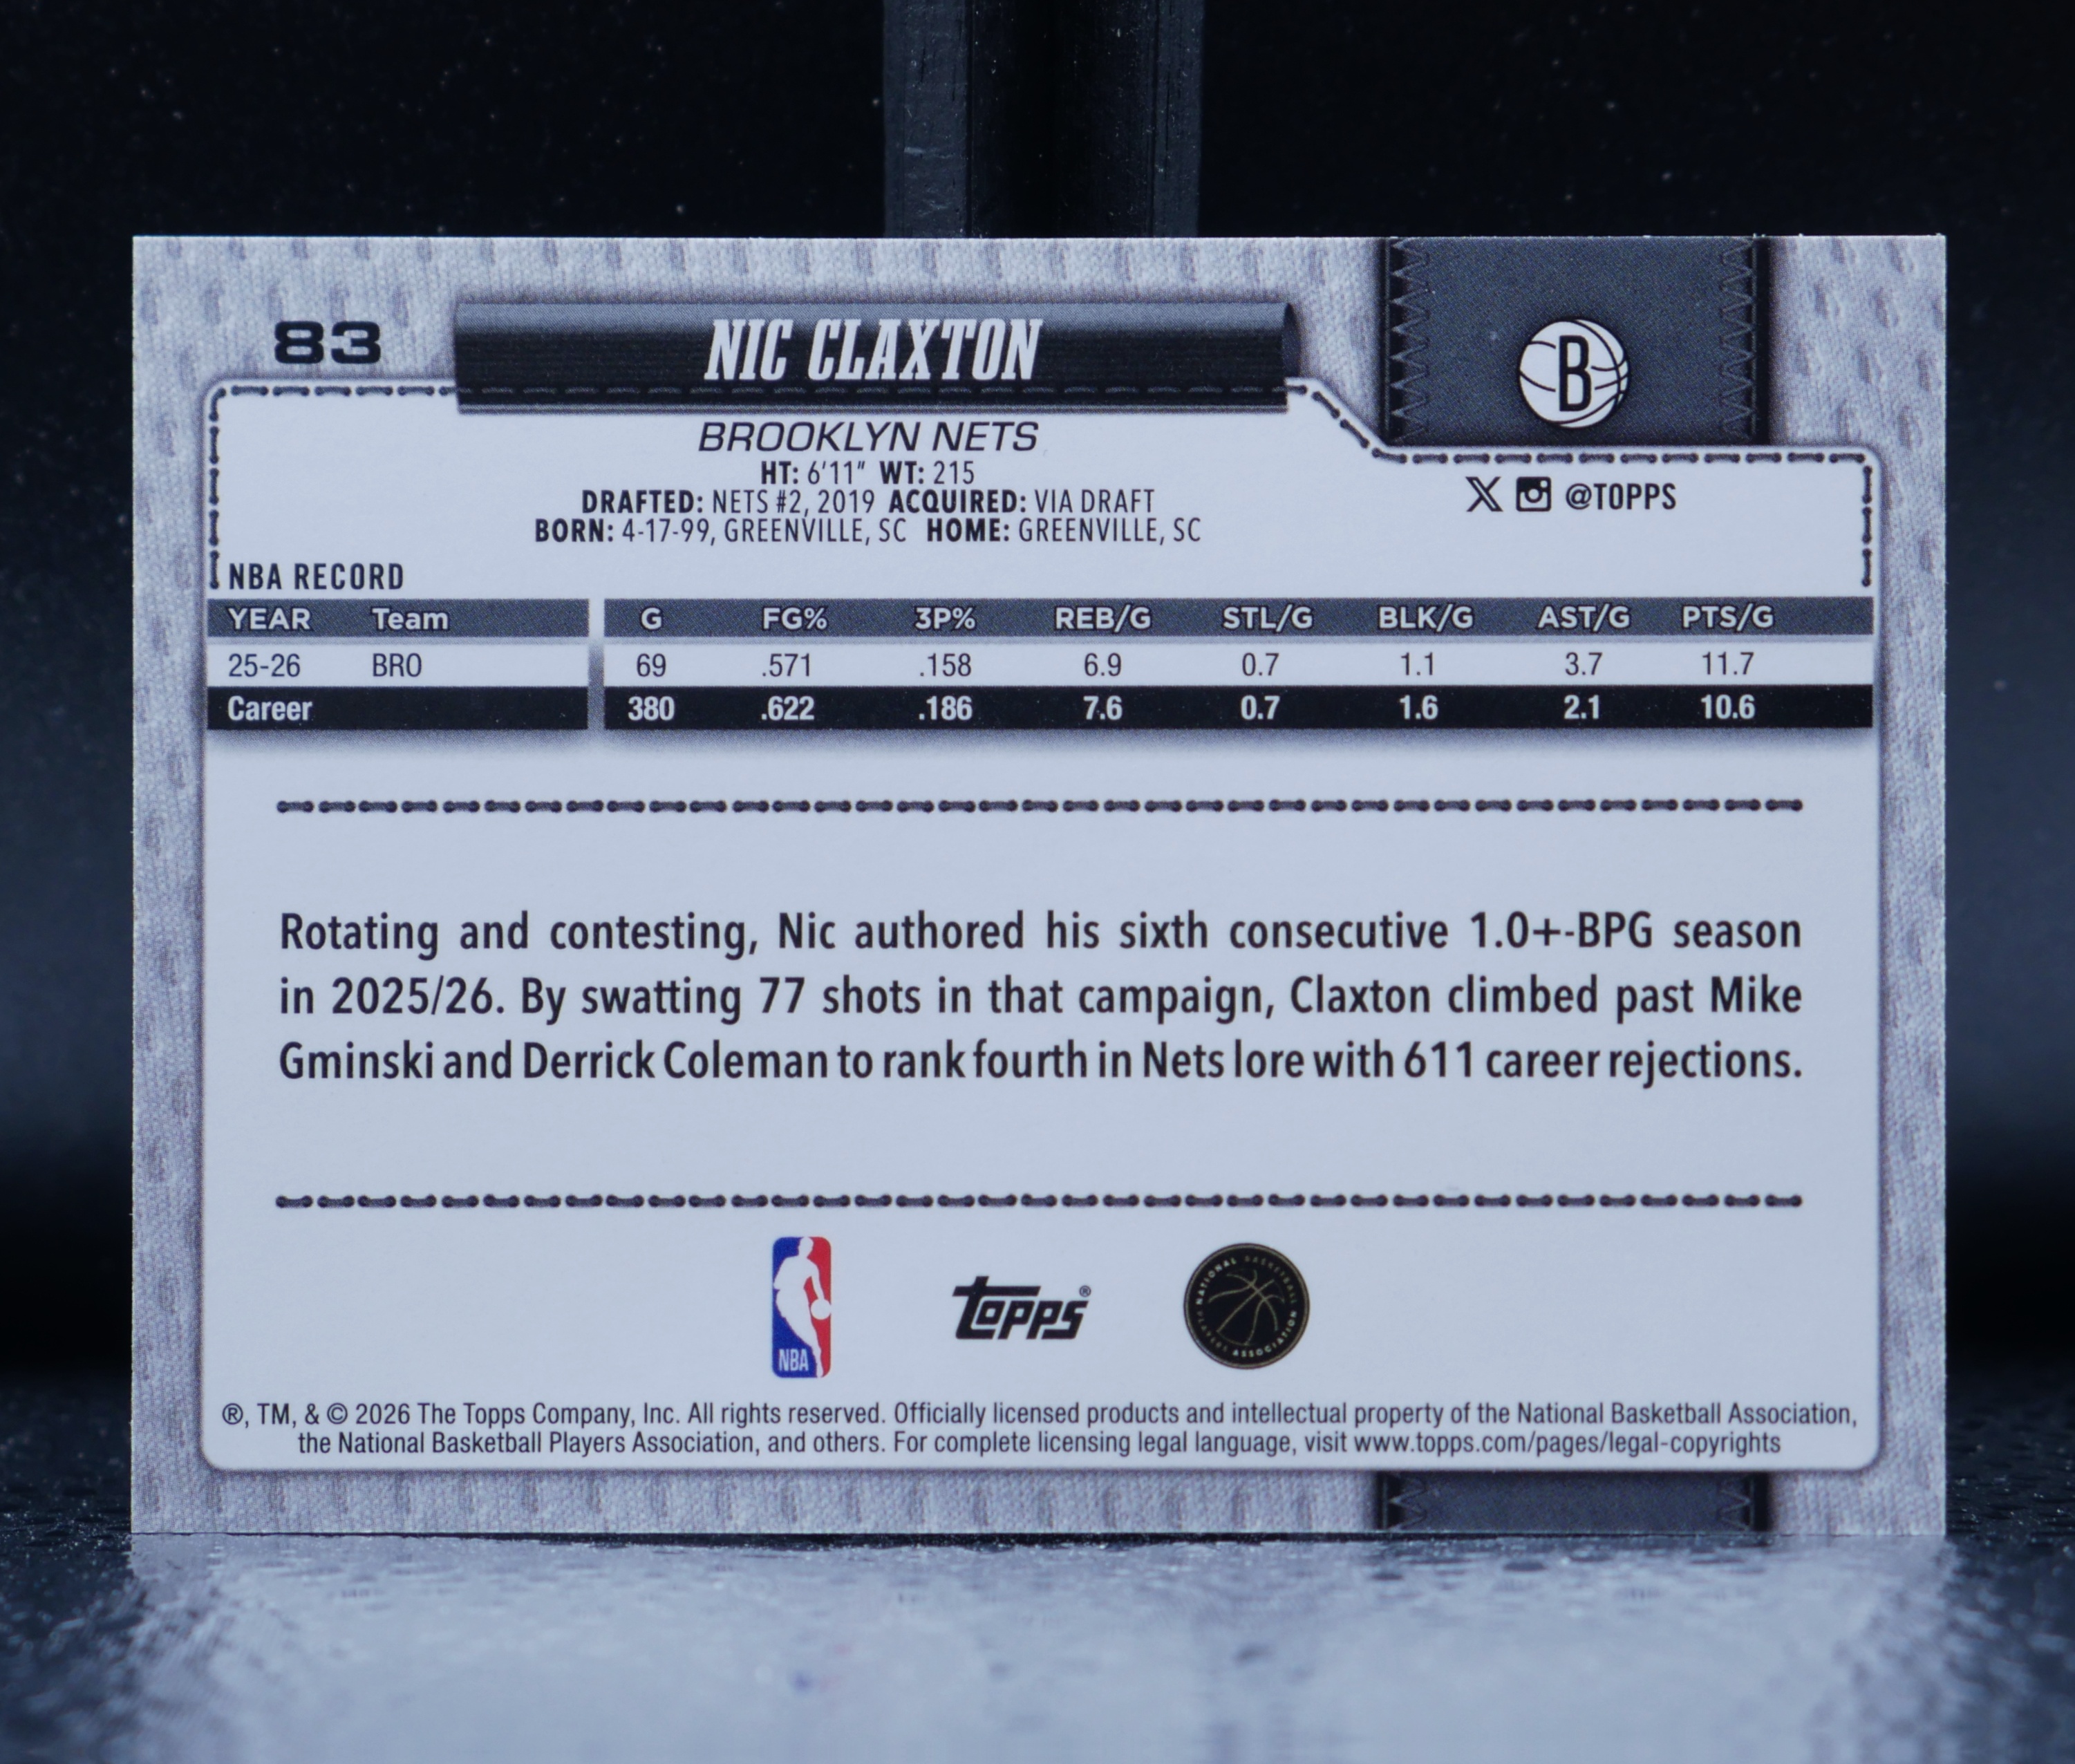 83
NIC CLAXTON
B
BROOKLYN NETS
HT: 6'11" WT: 215
DRAFTED: NETS #2, 2019 ACQUIRED: VIA DRAFT
BORN: 4-17-99, GREENVILLE, SC HOME: GREENVILLE, SC
@TOPPS
NBA RECORD
YEAR Team G FG% 3P% REB/G STL/G BLK/G AST/G PTS/G
25-26 BRO 69 .571 .158 6.9 0.7 1.1 3.7 11.7
Career 380 .622 .186 7.6 0.7 1.6 2.1 10.6
Rotating and contesting, Nic authored his sixth consecutive 1.0+-BPG season
in 2025/26. By swatting 77 shots in that campaign, Claxton climbed past Mike
Gminski and Derrick Coleman to rank fourth in Nets lore with 611 career rejections.
NBA
topps®
NATIONAL BASKETBALL PLAYERS ASSOCIATION
®, TM, & © 2026 The Topps Company, Inc. All rights reserved. Officially licensed products and intellectual property of the National Basketball Association,
the National Basketball Players Association, and others. For complete licensing legal language, visit www.topps.com/pages/legal-copyrights